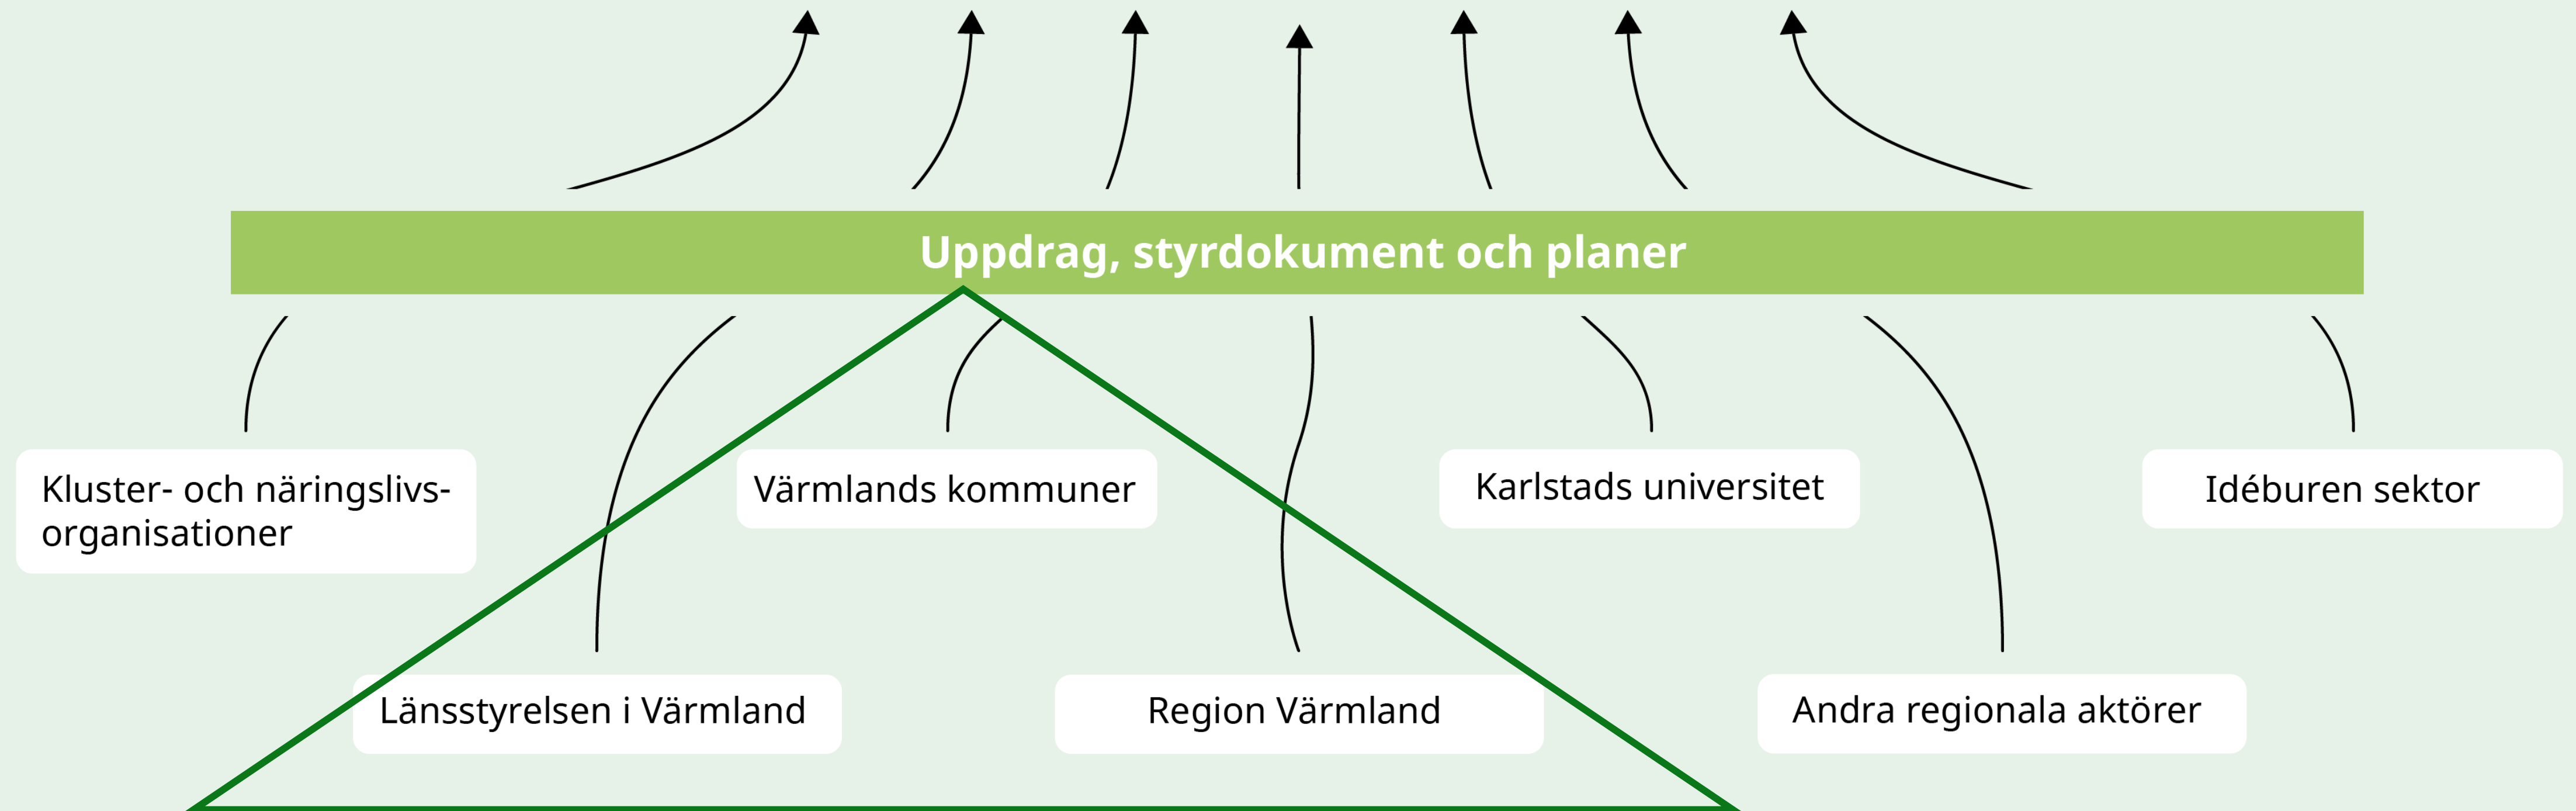 Uppdrag, styrdokument och planer
Kluster- och näringslivs-
organisationer
Värmlands kommuner
Karlstads universitet
Idéburen sektor
Länsstyrelsen i Värmland
Region Värmland
Andra regionala aktörer